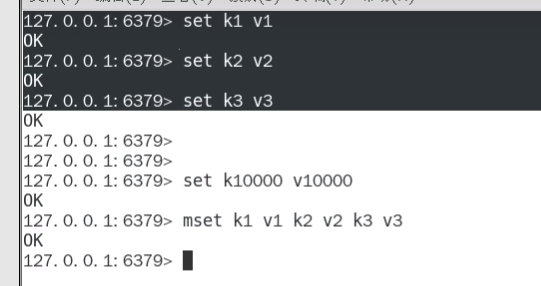 127.0.0.1:6379> set k1 v1
OK
127.0.0.1:6379> set k2 v2
OK
127.0.0.1:6379> set k3 v3
OK
127.0.0.1:6379>
127.0.0.1:6379>
127.0.0.1:6379> set k10000 v10000
OK
127.0.0.1:6379> mset k1 v1 k2 v2 k3 v3
OK
127.0.0.1:6379>